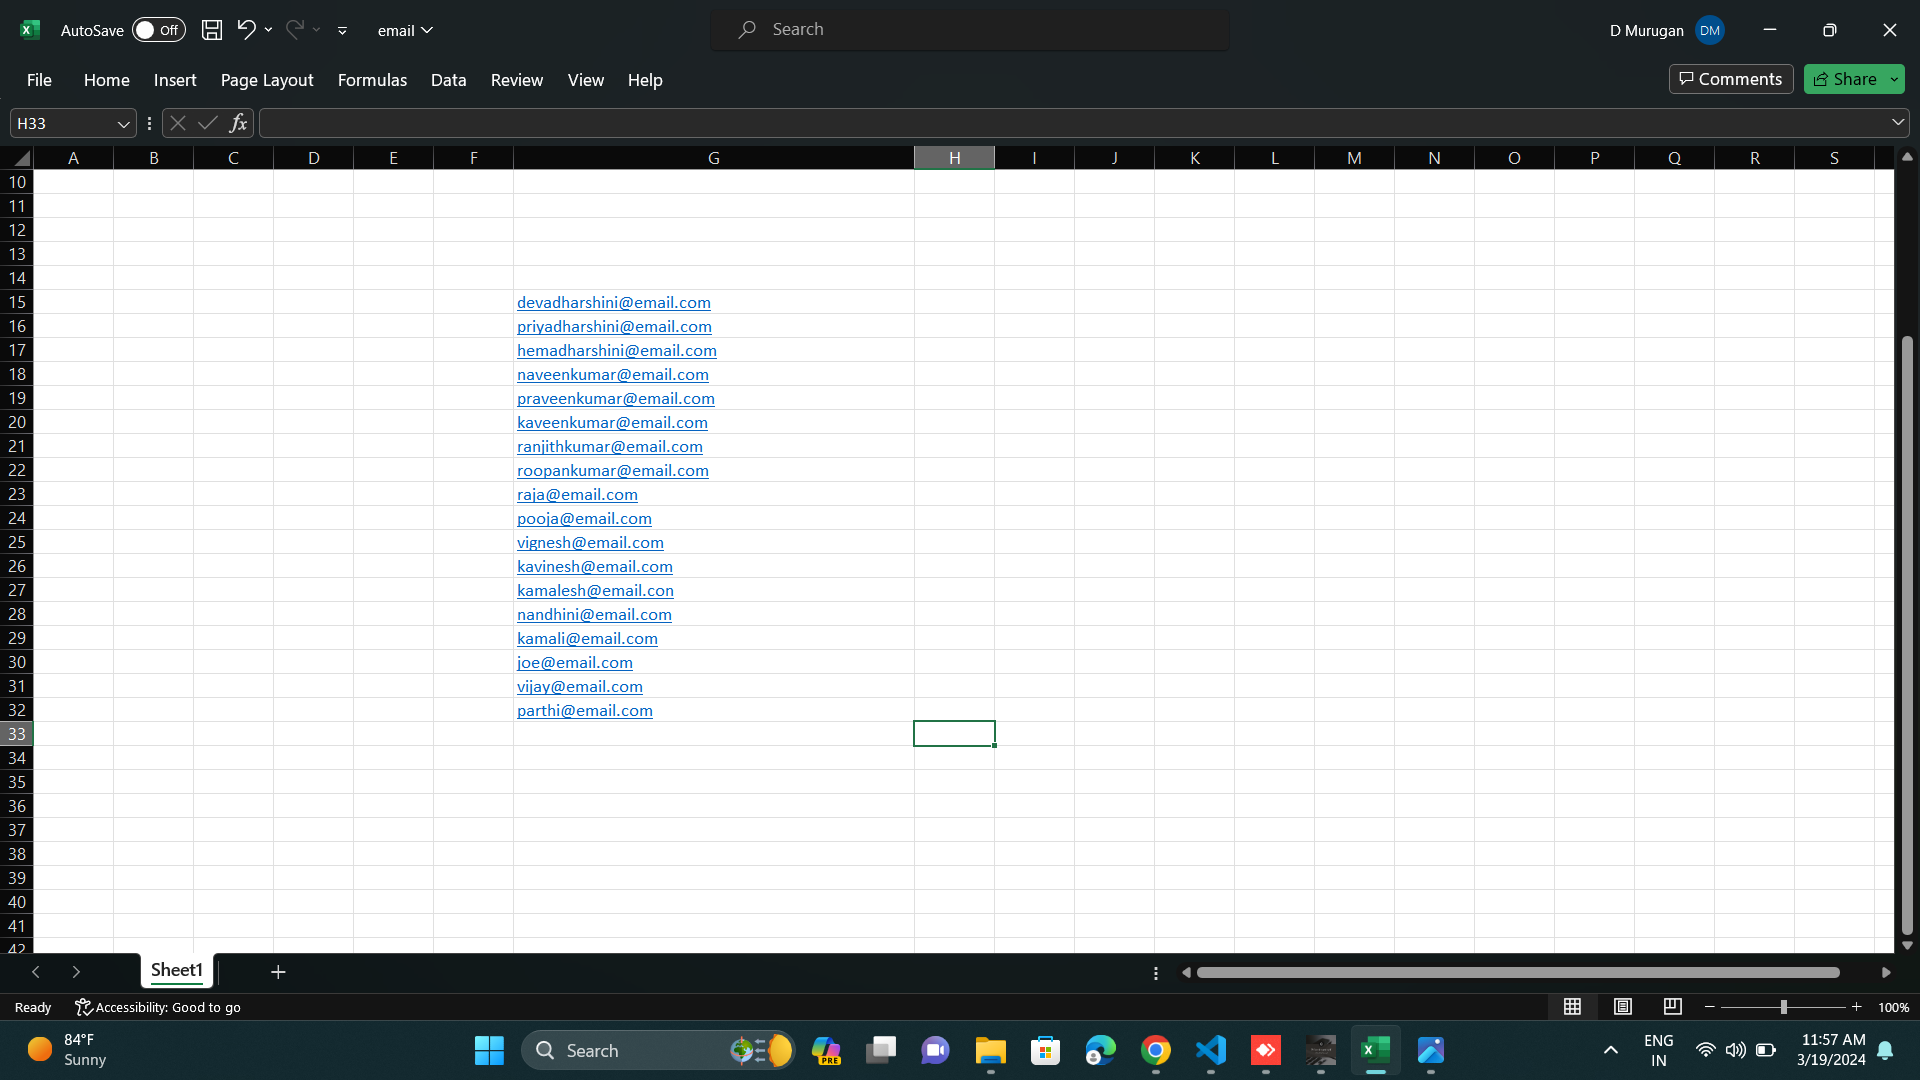 AutoSave Off email Search D Murugan DM
File Home Insert Page Layout Formulas Data Review View Help Comments Share
H33 fx
A B C D E F G H I J K L M N O P Q R S
10
11
12
13
14
15 devadharshini@email.com
16 priyadharshini@email.com
17 hemadharshini@email.com
18 naveenkumar@email.com
19 praveenkumar@email.com
20 kaveenkumar@email.com
21 ranjithkumar@email.com
22 roopankumar@email.com
23 raja@email.com
24 pooja@email.com
25 vignesh@email.com
26 kavinesh@email.com
27 kamalesh@email.con
28 nandhini@email.com
29 kamali@email.com
30 joe@email.com
31 vijay@email.com
32 parthi@email.com
33
34
35
36
37
38
39
40
41
42
Sheet1
Ready Accessibility: Good to go 100%
84°F Search PRE ENG 11:57 AM
Sunny IN 3/19/2024